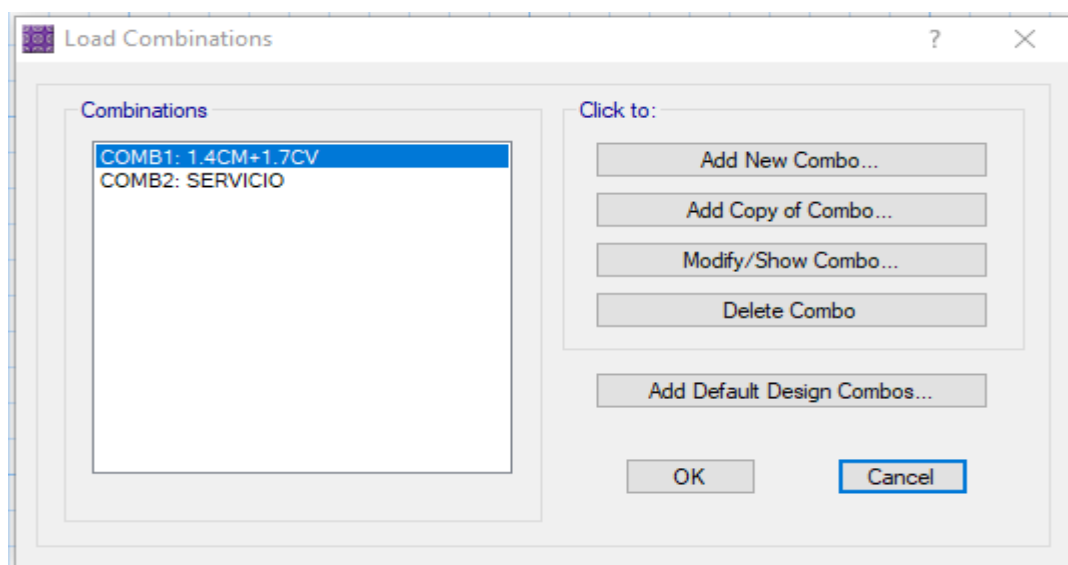 Load Combinations
?
Combinations
COMB1: 1.4CM+1.7CV
COMB2: SERVICIO
Click to:
Add New Combo...
Add Copy of Combo...
Modify/Show Combo...
Delete Combo
Add Default Design Combos...
OK
Cancel